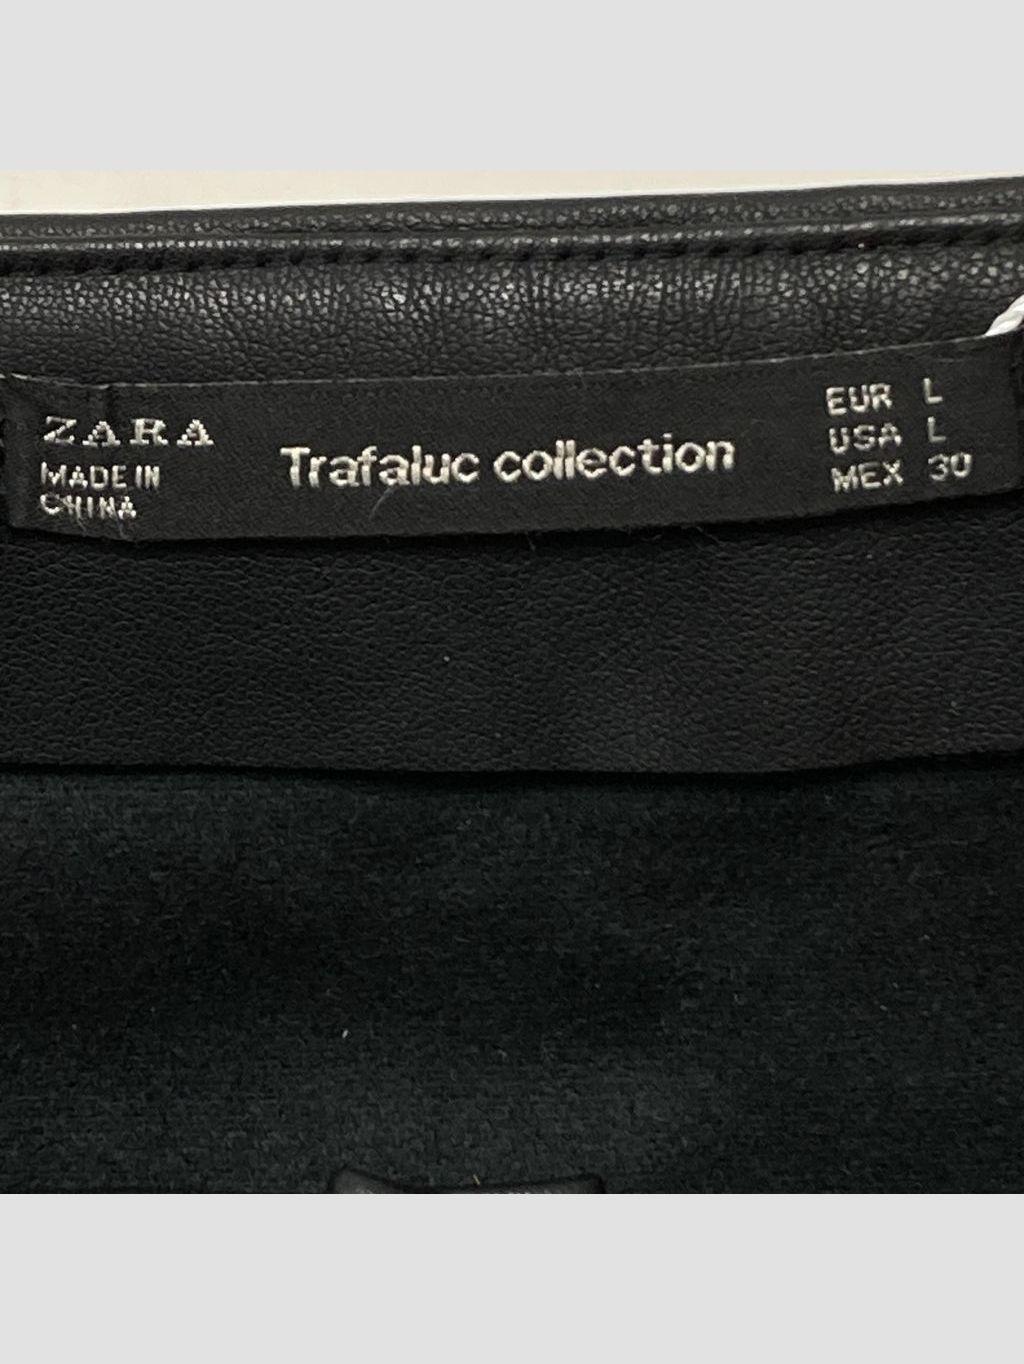 ZARA
MADE IN
CHINA
Trafaluc collection
EUR L
USA L
MEX 30